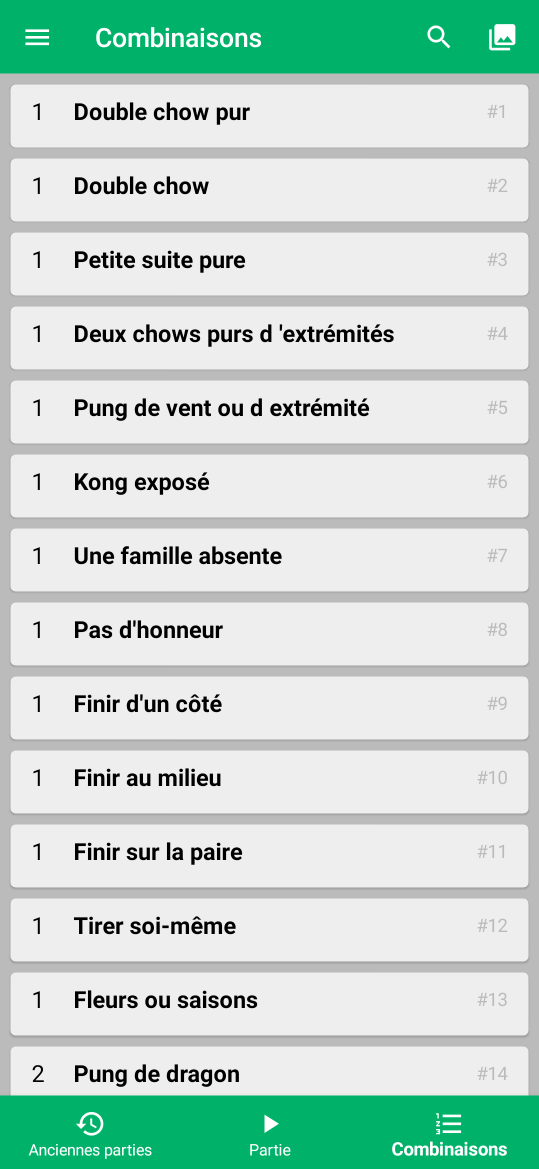 Combinaisons
1 Double chow pur #1
1 Double chow #2
1 Petite suite pure #3
1 Deux chows purs d 'extrémités #4
1 Pung de vent ou d extrémité #5
1 Kong exposé #6
1 Une famille absente #7
1 Pas d'honneur #8
1 Finir d'un côté #9
1 Finir au milieu #10
1 Finir sur la paire #11
1 Tirer soi-même #12
1 Fleurs ou saisons #13
2 Pung de dragon #14
Anciennes parties Partie Combinaisons